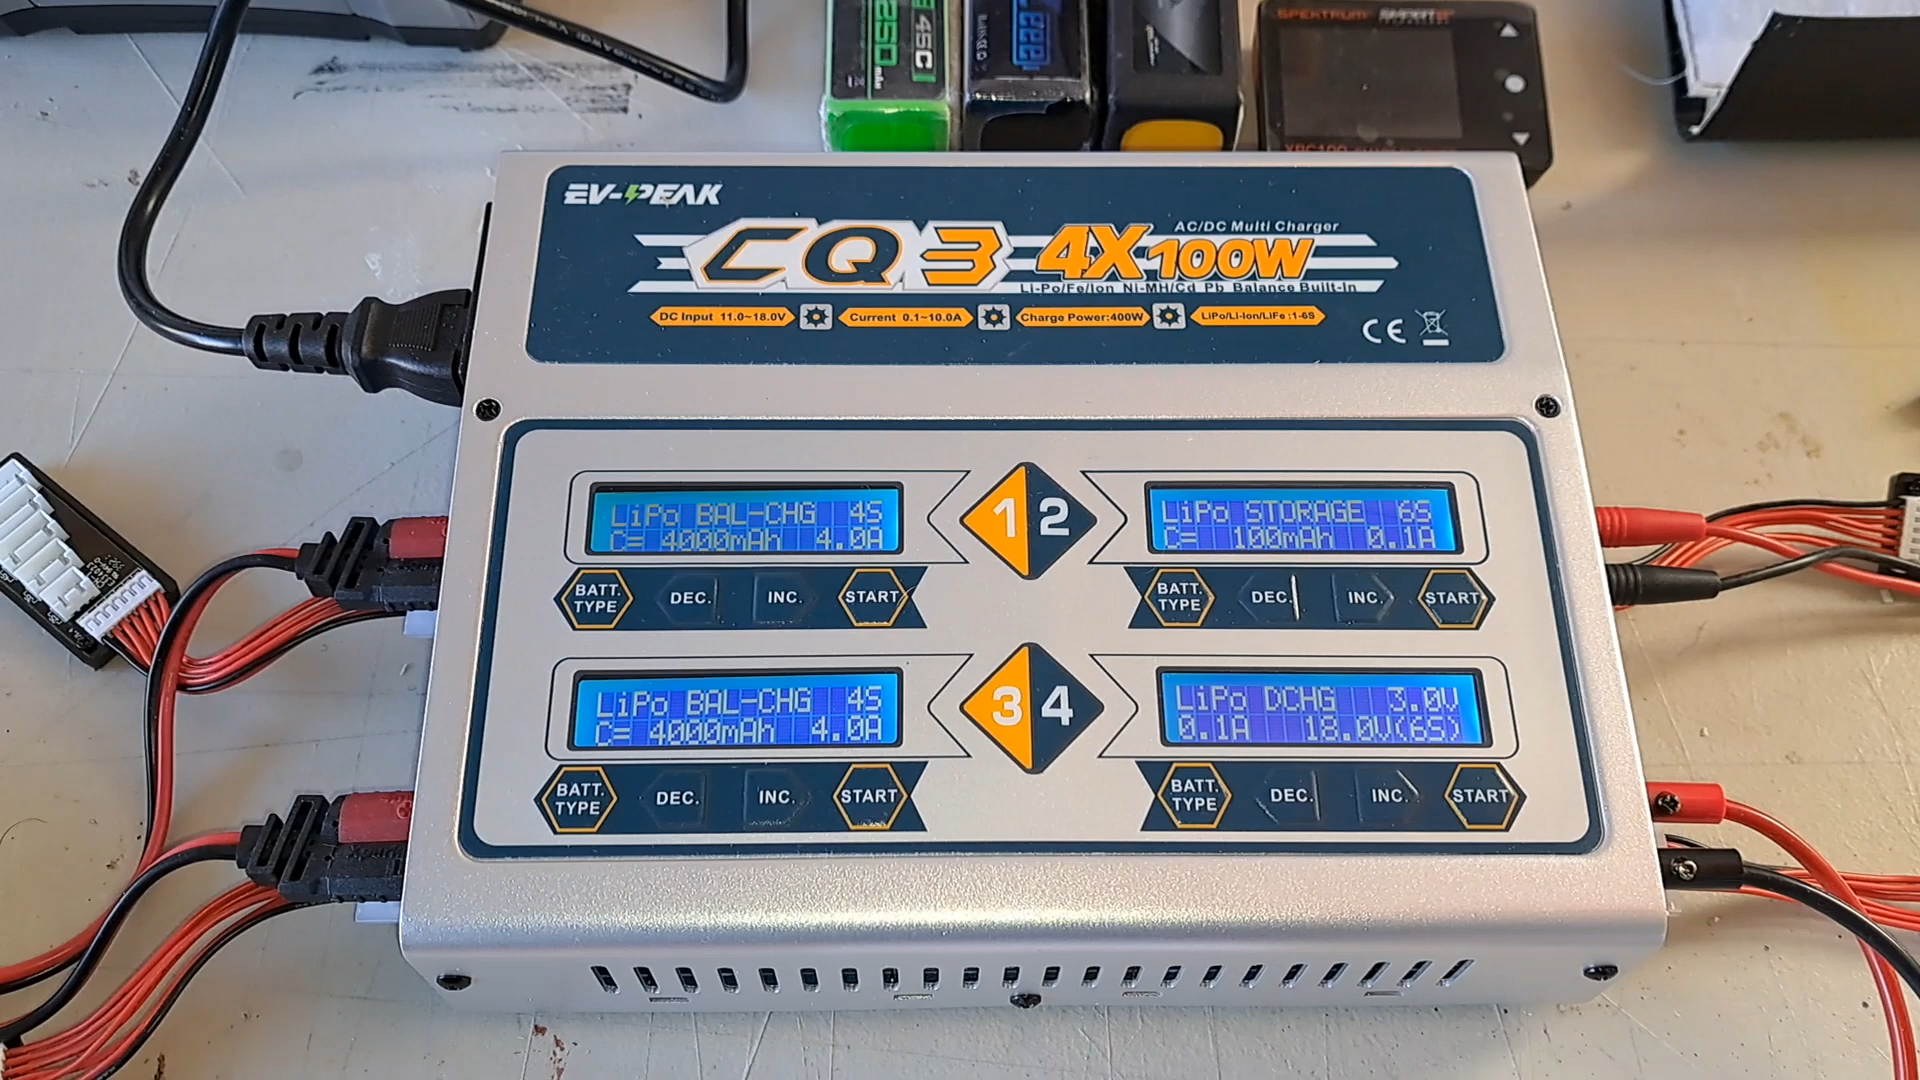 250
mAh
45C
SPEKTRUM SMART
XBC100
EV-PEAK
AC/DC Multi Charger
CQ3 4X100W
Li-Po/Fe/Ion Ni-MH/Cd Pb Balance Built-in
DC Input 11.0~18.0V
Current 0.1~10.0A
Charge Power:400W
LiPo/Li-Ion/LiFe :1-6S
CE
LiPo BAL-CHG 4S
C= 4000mAh 4.0A
1
2
LiPo STORAGE 6S
C= 100mAh 0.1A
BATT. TYPE
DEC.
INC.
START
BATT. TYPE
DEC.
INC.
START
LiPo BAL-CHG 4S
C= 4000mAh 4.0A
3
4
LiPo DCHG 3.0V
0.1A 18.0V(6S)
BATT. TYPE
DEC.
INC.
START
BATT. TYPE
DEC.
INC.
START